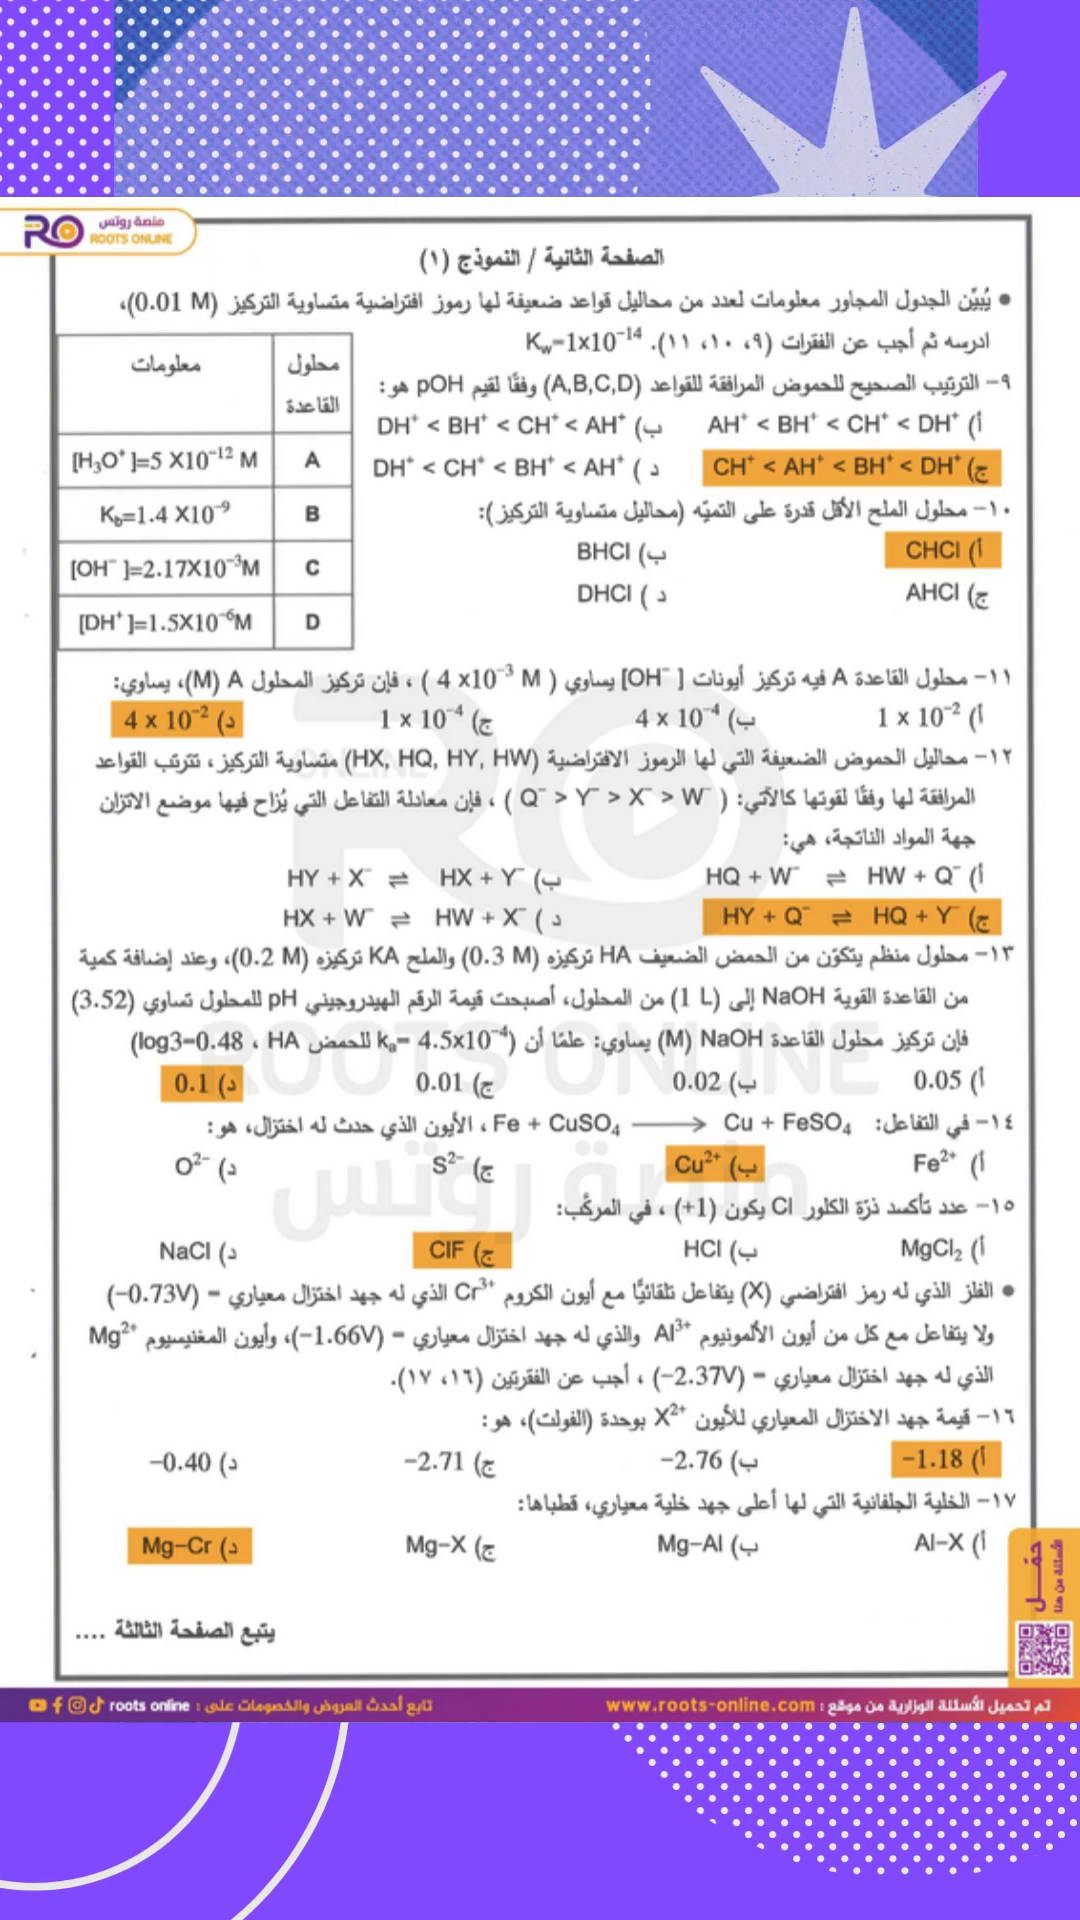 منصة روتس
RO ROOTS ONLINE
الصفحة الثانية / النموذج (١)
• يُبيّن الجدول المجاور معلومات لعدد من محاليل قواعد ضعيفة لها رموز افتراضية متساوية التركيز (0.01 M)،
ادرسه ثم أجب عن الفقرات (٩، ١٠، ١١). Kw=1x10⁻¹⁴
محلول القاعدة | معلومات
A | [H₃O⁺]=5 X10⁻¹² M
B | Kb=1.4 X10⁻⁹
C | [OH⁻]=2.17X10⁻³M
D | [DH⁺]=1.5X10⁻⁶M
٩- الترتيب الصحيح للحموض المرافقة للقواعد (A,B,C,D) وفقًا لقيم pOH هو:
أ) AH⁺ < BH⁺ < CH⁺ < DH⁺ ب) DH⁺ < BH⁺ < CH⁺ < AH⁺
ج) CH⁺ < AH⁺ < BH⁺ < DH⁺ د) DH⁺ < CH⁺ < BH⁺ < AH⁺
١٠- محلول الملح الأقل قدرة على التميّه (محاليل متساوية التركيز):
أ) CHCl ب) BHCl
ج) AHCl د) DHCl
١١- محلول القاعدة A فيه تركيز أيونات [OH⁻] يساوي (4 x10⁻³ M)، فإن تركيز المحلول A (M)، يساوي:
أ) 1 x 10⁻² ب) 4 x 10⁻⁴ ج) 1 x 10⁻⁴ د) 4 x 10⁻²
١٢- محاليل الحموض الضعيفة التي لها الرموز الافتراضية (HX, HQ, HY, HW) متساوية التركيز، تترتب القواعد
المرافقة لها وفقًا لقوتها كالآتي: (Q⁻ > Y⁻ > X⁻ > W⁻)، فإن معادلة التفاعل التي يُزاح فيها موضع الاتزان
جهة المواد الناتجة، هي:
أ) HQ + W⁻ ⇌ HW + Q⁻ ب) HY + X⁻ ⇌ HX + Y⁻
ج) HY + Q⁻ ⇌ HQ + Y⁻ د) HX + W⁻ ⇌ HW + X⁻
١٣- محلول منظم يتكوّن من الحمض الضعيف HA تركيزه (0.3 M) والملح KA تركيزه (0.2 M)، وعند إضافة كمية
من القاعدة القوية NaOH إلى (1 L) من المحلول، أصبحت قيمة الرقم الهيدروجيني pH للمحلول تساوي (3.52)
فإن تركيز محلول القاعدة NaOH (M) يساوي: علمًا أن (ka= 4.5x10⁻⁴ للحمض HA ، log3=0.48)
أ) 0.05 ب) 0.02 ج) 0.01 د) 0.1
١٤- في التفاعل: Fe + CuSO₄ ⟶ Cu + FeSO₄ ، الأيون الذي حدث له اختزال، هو:
أ) Fe²⁺ ب) Cu²⁺ ج) S²⁻ د) O²⁻
١٥- عدد تأكسد ذرّة الكلور Cl يكون (+1) ، في المركّب:
أ) MgCl₂ ب) HCl ج) ClF د) NaCl
• الفلز الذي له رمز افتراضي (X) يتفاعل تلقائيًّا مع أيون الكروم Cr³⁺ الذي له جهد اختزال معياري = (−0.73V)
ولا يتفاعل مع كل من أيون الألمونيوم Al³⁺ والذي له جهد اختزال معياري = (−1.66V)، وأيون المغنيسيوم Mg²⁺
الذي له جهد اختزال معياري = (−2.37V) ، أجب عن الفقرتين (١٦، ١٧).
١٦- قيمة جهد الاختزال المعياري للأيون X²⁺ بوحدة (الفولت)، هو:
أ) −1.18 ب) −2.76 ج) −2.71 د) −0.40
١٧- الخلية الجلفانية التي لها أعلى جهد خلية معياري، قطباها:
أ) Al−X ب) Mg−Al ج) Mg−X د) Mg−Cr
يتبع الصفحة الثالثة ....
حمّــل
الأسئلة من هنا
تم تحميل الأسئلة الوزارية من موقع : www.roots-online.com
تابع أحدث العروض والخصومات على : roots online
RO
ROOTS ONLINE
منصة روتس